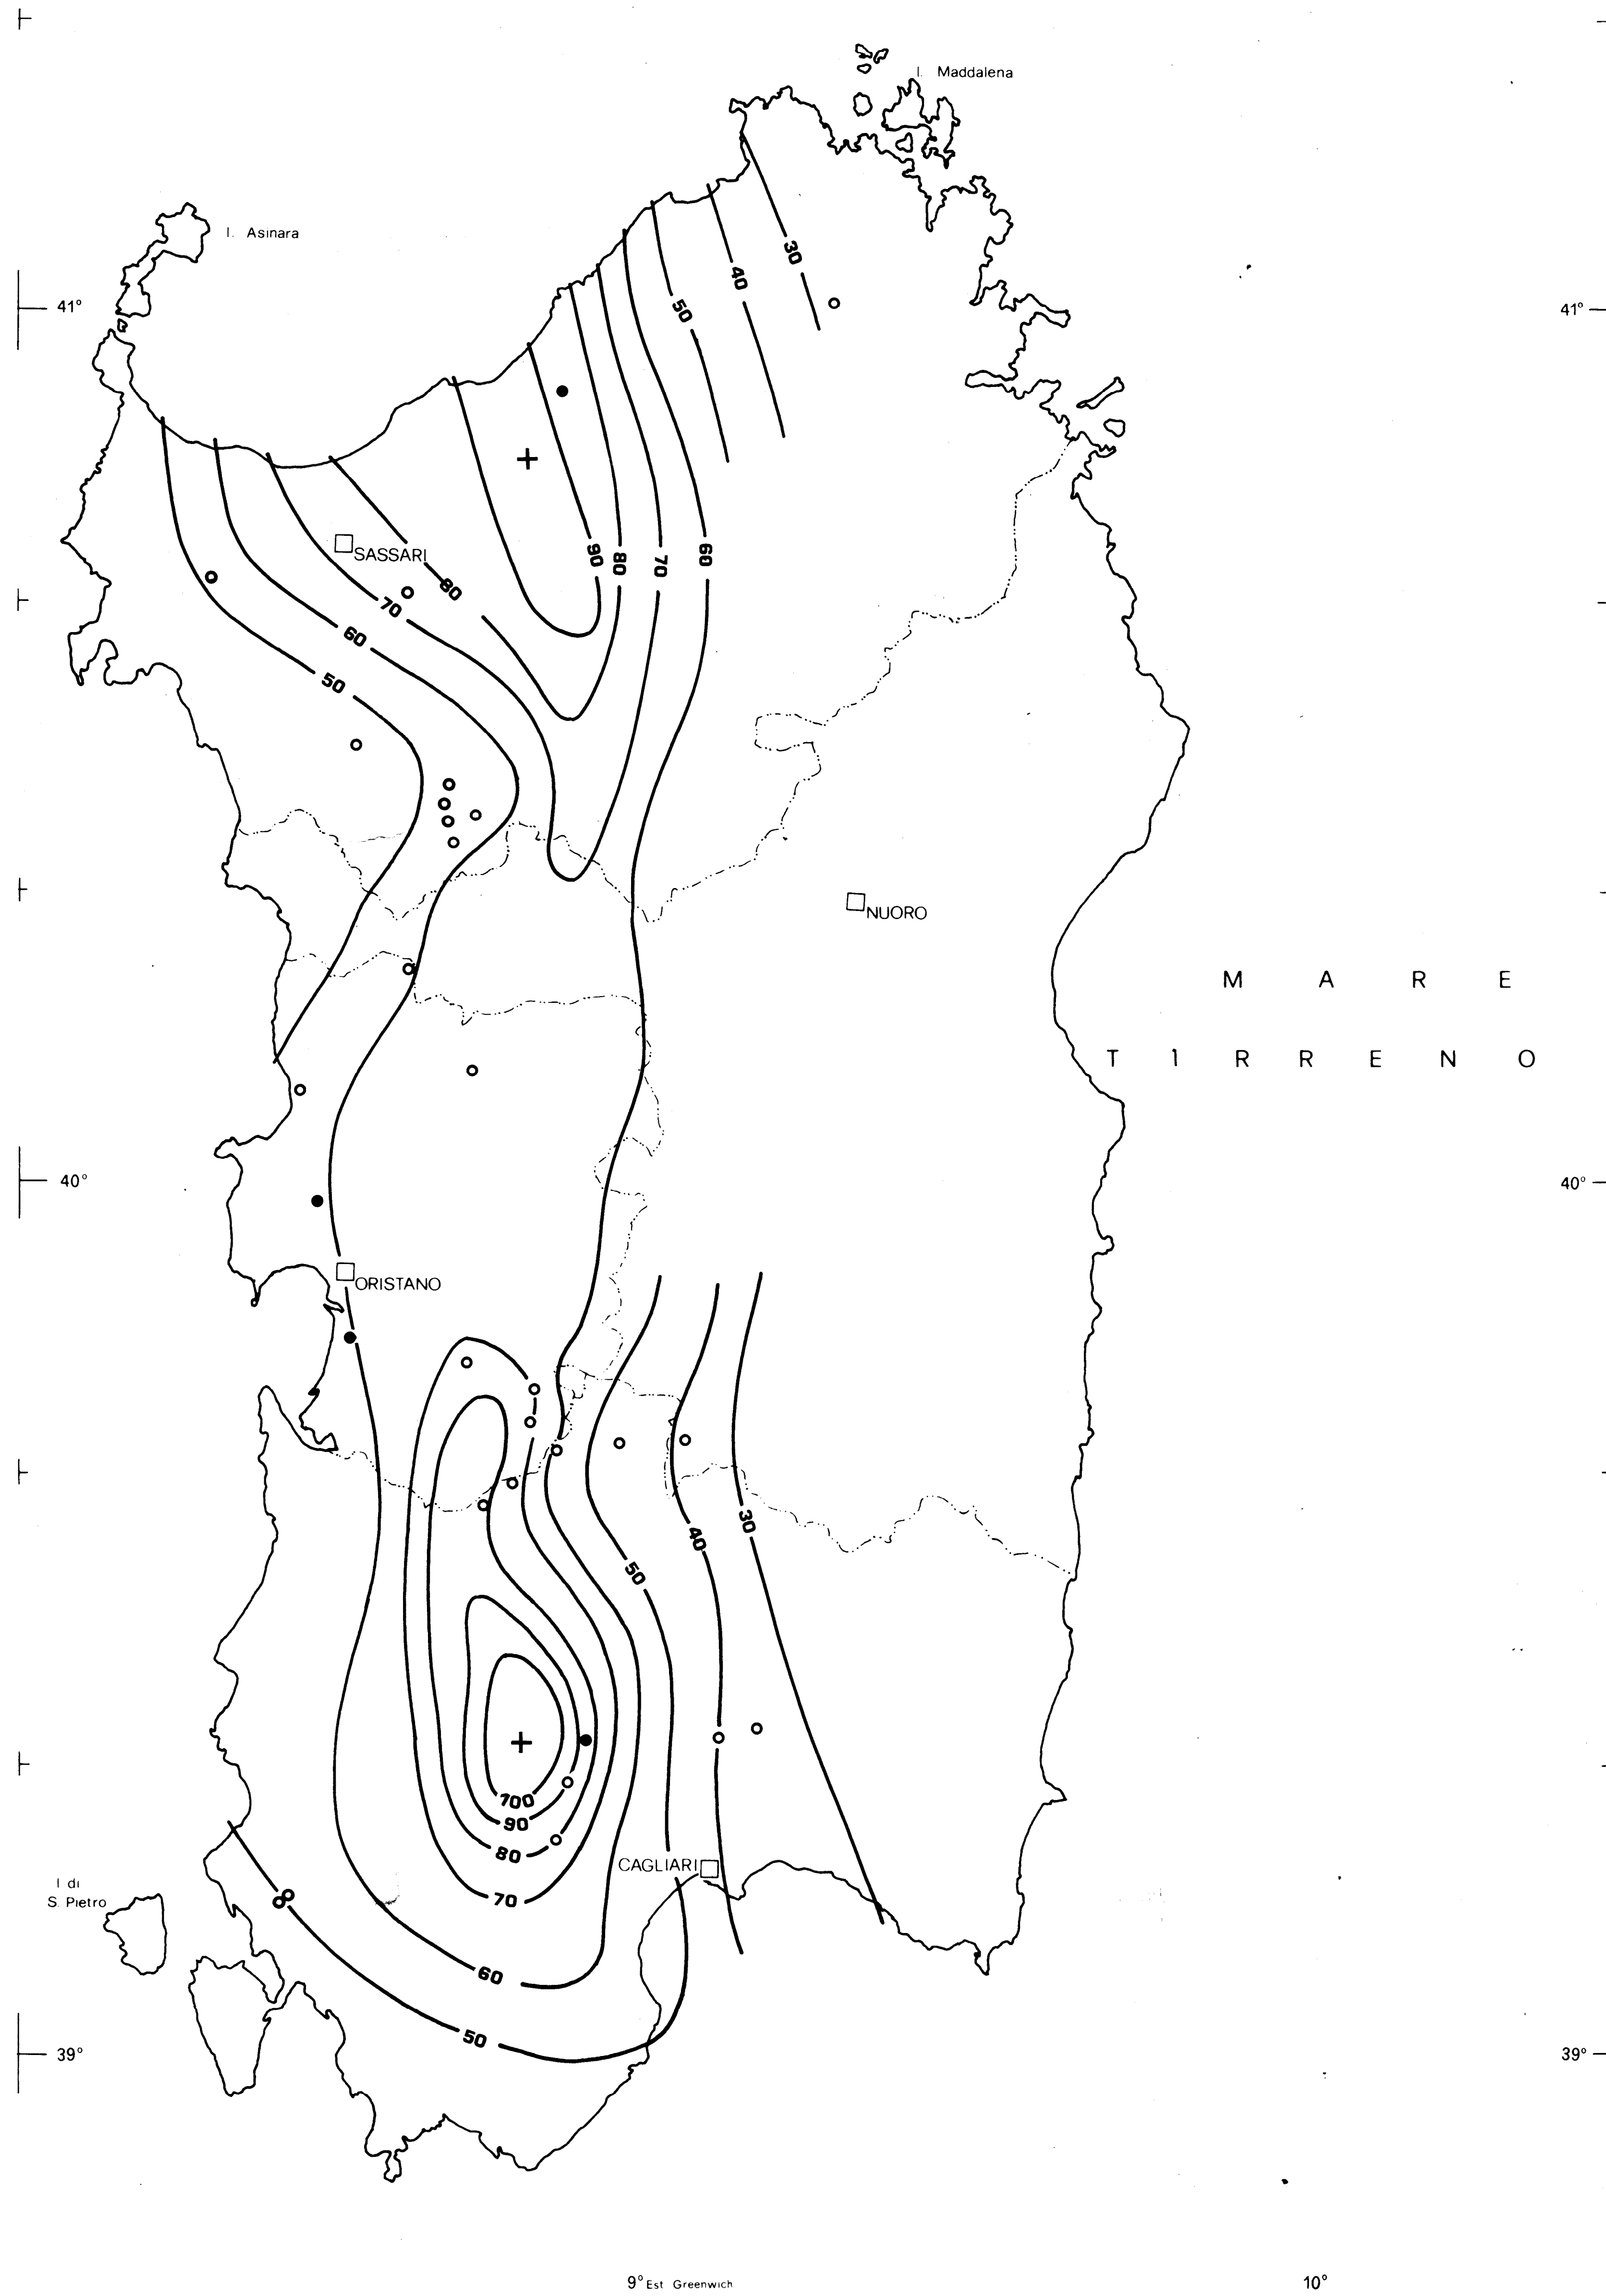 I. Maddalena
I. Asinara
41°
41°
30
40
50
90
80
70
60
SASSARI
80
70
60
50
NUORO
M A R E
T I R R E N O
40°
40°
ORISTANO
30
40
50
100
90
80
70
60
50
CAGLIARI
I di
S. Pietro
39°
39°
9° Est Greenwich
10°